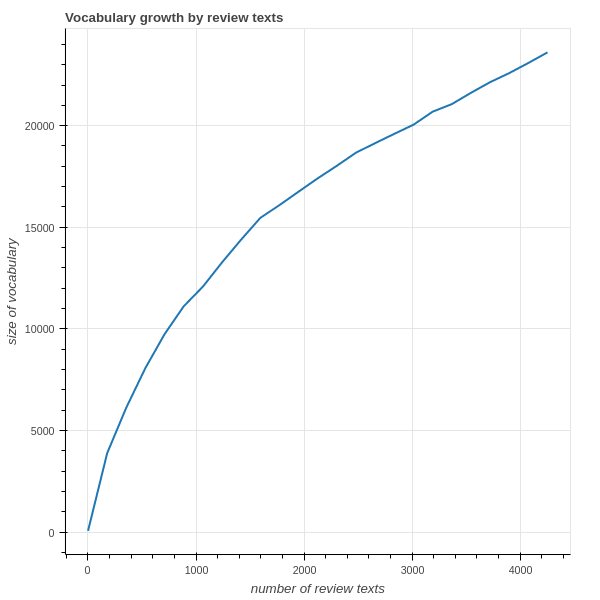 Vocabulary growth by review texts
size of vocabulary
20000
15000
10000
5000
0
0 1000 2000 3000 4000
number of review texts